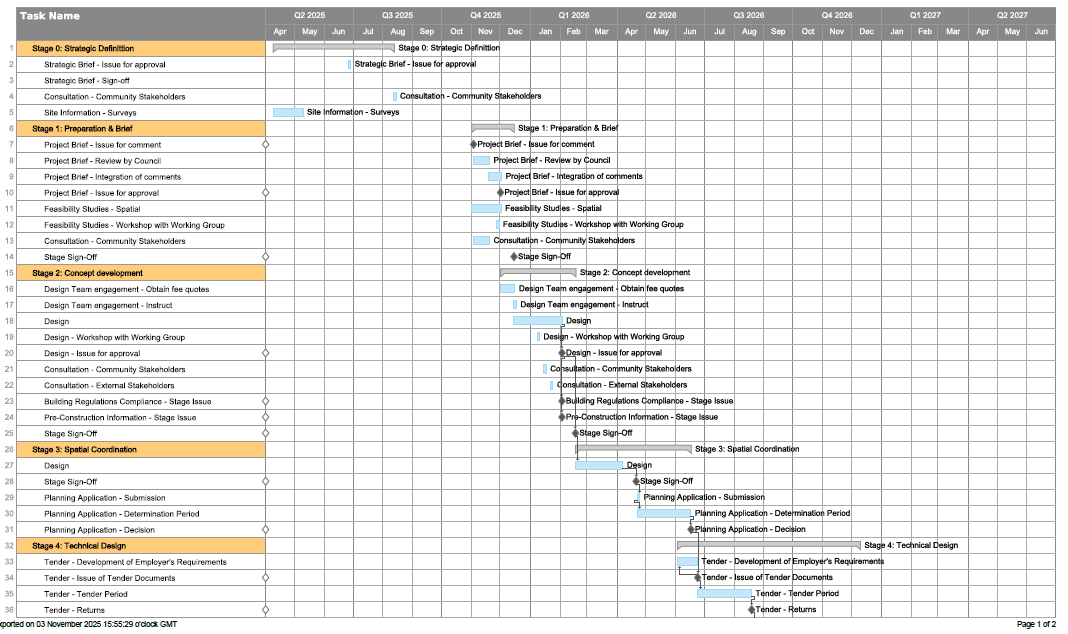 Task Name Q2 2025 Q3 2025 Q4 2025 Q1 2026 Q2 2026 Q3 2026 Q4 2026 Q1 2027 Q2 2027
Apr May Jun Jul Aug Sep Oct Nov Dec Jan Feb Mar Apr May Jun Jul Aug Sep Oct Nov Dec Jan Feb Mar Apr May Jun
1 Stage 0: Strategic Definittion Stage 0: Strategic Definittion
2 Strategic Brief - Issue for approval Strategic Brief - Issue for approval
3 Strategic Brief - Sign-off
4 Consultation - Community Stakeholders Consultation - Community Stakeholders
5 Site Information - Surveys Site Information - Surveys
6 Stage 1: Preparation & Brief Stage 1: Preparation & Brief
7 Project Brief - Issue for comment Project Brief - Issue for comment
8 Project Brief - Review by Council Project Brief - Review by Council
9 Project Brief - Integration of comments Project Brief - Integration of comments
10 Project Brief - Issue for approval Project Brief - Issue for approval
11 Feasibility Studies - Spatial Feasibility Studies - Spatial
12 Feasibility Studies - Workshop with Working Group Feasibility Studies - Workshop with Working Group
13 Consultation - Community Stakeholders Consultation - Community Stakeholders
14 Stage Sign-Off Stage Sign-Off
15 Stage 2: Concept development Stage 2: Concept development
16 Design Team engagement - Obtain fee quotes Design Team engagement - Obtain fee quotes
17 Design Team engagement - Instruct Design Team engagement - Instruct
18 Design Design
19 Design - Workshop with Working Group Design - Workshop with Working Group
20 Design - Issue for approval Design - Issue for approval
21 Consultation - Community Stakeholders Consultation - Community Stakeholders
22 Consultation - External Stakeholders Consultation - External Stakeholders
23 Building Regulations Compliance - Stage Issue Building Regulations Compliance - Stage Issue
24 Pre-Construction Information - Stage Issue Pre-Construction Information - Stage Issue
25 Stage Sign-Off Stage Sign-Off
26 Stage 3: Spatial Coordination Stage 3: Spatial Coordination
27 Design Design
28 Stage Sign-Off Stage Sign-Off
29 Planning Application - Submission Planning Application - Submission
30 Planning Application - Determination Period Planning Application - Determination Period
31 Planning Application - Decision Planning Application - Decision
32 Stage 4: Technical Design Stage 4: Technical Design
33 Tender - Development of Employer's Requirements Tender - Development of Employer's Requirements
34 Tender - Issue of Tender Documents Tender - Issue of Tender Documents
35 Tender - Tender Period Tender - Tender Period
36 Tender - Returns Tender - Returns
xported on 03 November 2025 15:55:29 o'clock GMT Page 1 of 2